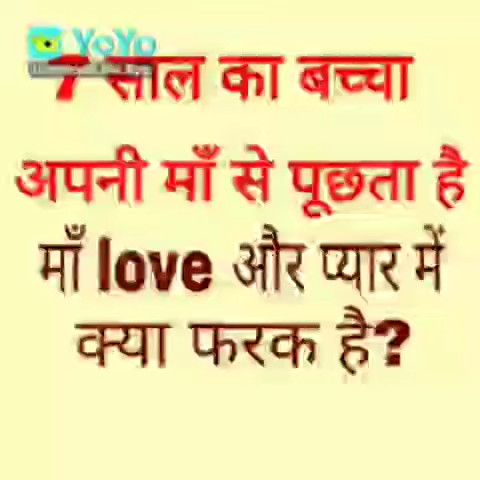 YoYo
7 साल का बच्चा
अपनी माँ से पूछता है
माँ love और प्यार में
क्या फरक है?